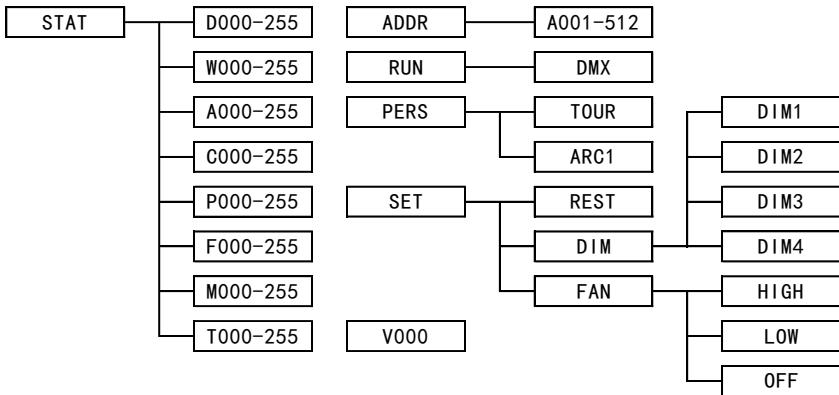 STAT D000-255 ADDR A001-512
W000-255 RUN DMX
A000-255 PERS TOUR DIM1
C000-255 ARC1 DIM2
P000-255 SET REST DIM3
F000-255 DIM DIM4
M000-255 FAN HIGH
T000-255 V000 LOW
OFF